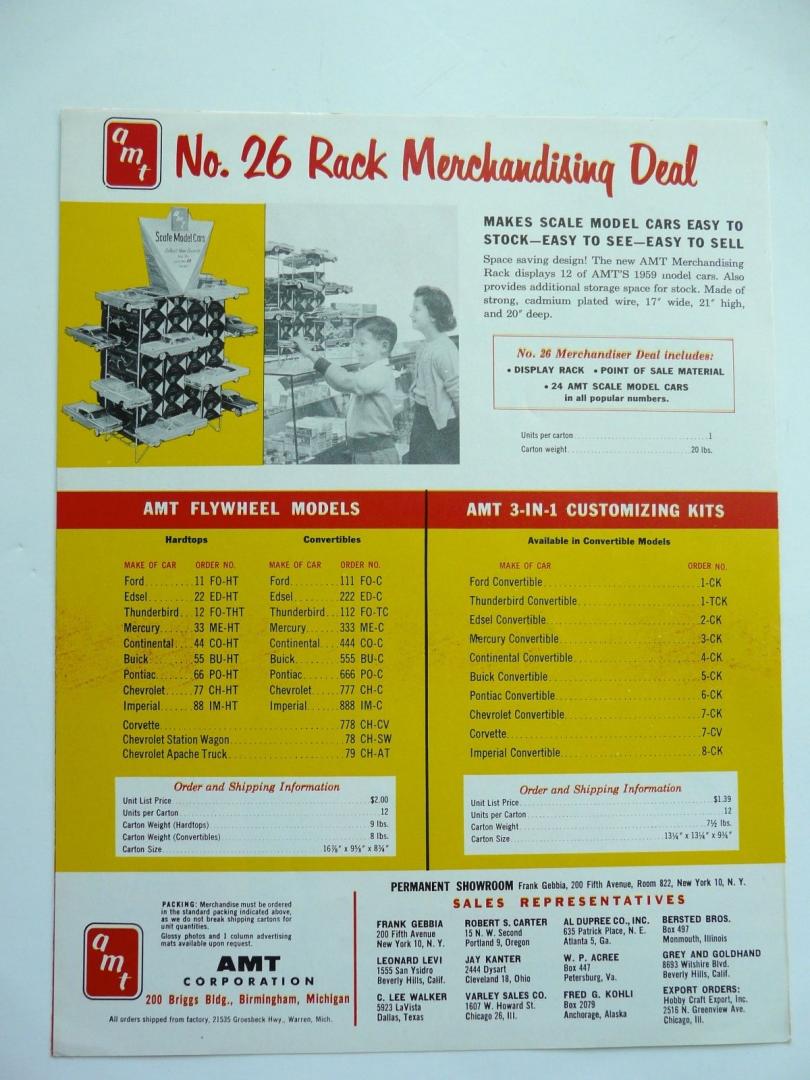 amt
No. 26 Rack Merchandising Deal
amt
Scale Model Cars
MAKES SCALE MODEL CARS EASY TO
STOCK—EASY TO SEE—EASY TO SELL
Space saving design! The new AMT Merchandising
Rack displays 12 of AMT'S 1959 model cars. Also
provides additional storage space for stock. Made of
strong, cadmium plated wire, 17″ wide, 21″ high,
and 20″ deep.
No. 26 Merchandiser Deal includes:
• DISPLAY RACK • POINT OF SALE MATERIAL
• 24 AMT SCALE MODEL CARS
in all popular numbers.
Units per carton 1
Carton weight 20 lbs.
AMT FLYWHEEL MODELS
Hardtops Convertibles
MAKE OF CAR ORDER NO. MAKE OF CAR ORDER NO.
Ford 11 FO-HT Ford 111 FO-C
Edsel 22 ED-HT Edsel 222 ED-C
Thunderbird 12 FO-THT Thunderbird 112 FO-TC
Mercury 33 ME-HT Mercury 333 ME-C
Continental 44 CO-HT Continental 444 CO-C
Buick 55 BU-HT Buick 555 BU-C
Pontiac 66 PO-HT Pontiac 666 PO-C
Chevrolet 77 CH-HT Chevrolet 777 CH-C
Imperial 88 IM-HT Imperial 888 IM-C
Corvette 778 CH-CV
Chevrolet Station Wagon 78 CH-SW
Chevrolet Apache Truck 79 CH-AT
Order and Shipping Information
Unit List Price $2.00
Units per Carton 12
Carton Weight (Hardtops) 9 lbs.
Carton Weight (Convertibles) 8 lbs.
Carton Size 16⅞″ x 9⅝″ x 8¾″
AMT 3-IN-1 CUSTOMIZING KITS
Available in Convertible Models
MAKE OF CAR ORDER NO.
Ford Convertible 1-CK
Thunderbird Convertible 1-TCK
Edsel Convertible 2-CK
Mercury Convertible 3-CK
Continental Convertible 4-CK
Buick Convertible 5-CK
Pontiac Convertible 6-CK
Chevrolet Convertible 7-CK
Corvette 7-CV
Imperial Convertible 8-CK
Order and Shipping Information
Unit List Price $1.39
Units per Carton 12
Carton Weight 7½ lbs.
Carton Size 13¼″ x 13¼″ x 9¼″
PACKING: Merchandise must be ordered
in the standard packing indicated above,
as we do not break shipping cartons for
unit quantities.
Glossy photos and 1 column advertising
mats available upon request.
amt
AMT
CORPORATION
200 Briggs Bldg., Birmingham, Michigan
All orders shipped from factory, 21535 Groesbeck Hwy., Warren, Mich.
PERMANENT SHOWROOM Frank Gebbia, 200 Fifth Avenue, Room 822, New York 10, N. Y.
SALES REPRESENTATIVES
FRANK GEBBIA
200 Fifth Avenue
New York 10, N. Y.
LEONARD LEVI
1555 San Ysidro
Beverly Hills, Calif.
C. LEE WALKER
5923 LaVista
Dallas, Texas
ROBERT S. CARTER
15 N. W. Second
Portland 9, Oregon
JAY KANTER
2444 Dysart
Cleveland 18, Ohio
VARLEY SALES CO.
1607 W. Howard St.
Chicago 26, Ill.
AL DUPREE CO., INC.
635 Patrick Place, N. E.
Atlanta 5, Ga.
W. P. ACREE
Box 447
Petersburg, Va.
FRED G. KOHLI
Box 2079
Anchorage, Alaska
BERSTED BROS.
Box 497
Monmouth, Illinois
GREY AND GOLDHAND
8693 Wilshire Blvd.
Beverly Hills, Calif.
EXPORT ORDERS:
Hobby Craft Export, Inc.
2516 N. Greenview Ave.
Chicago, Ill.